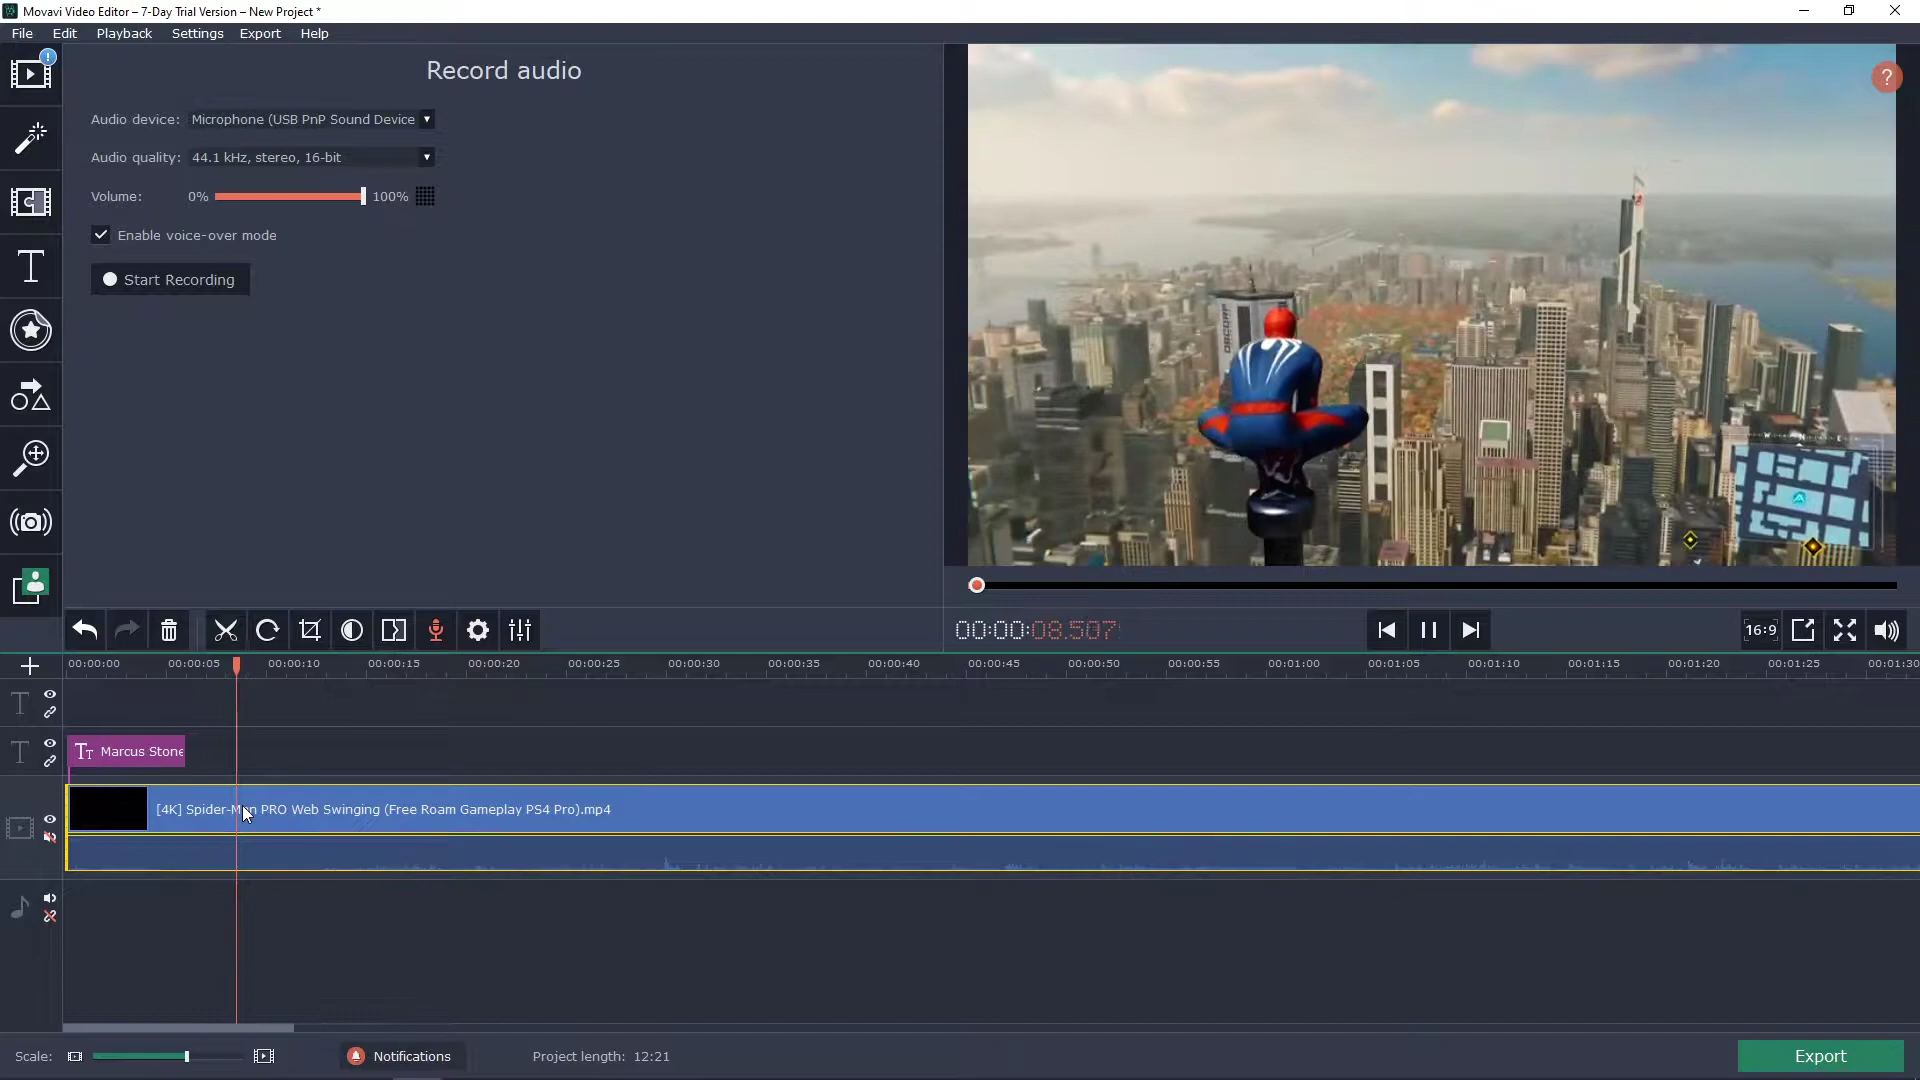 Movavi Video Editor – 7-Day Trial Version – New Project *
File Edit Playback Settings Export Help
Record audio
Audio device: Microphone (USB PnP Sound Device
Audio quality: 44.1 kHz, stereo, 16-bit
Volume: 0% 100%
Enable voice-over mode
Start Recording
?
OSCORP
00:00:08.507
16:9
00:00:00 00:00:05 00:00:10 00:00:15 00:00:20 00:00:25 00:00:30 00:00:35 00:00:40 00:00:45 00:00:50 00:00:55 00:01:00 00:01:05 00:01:10 00:01:15 00:01:20 00:01:25 00:01:30
Marcus Stone
[4K] Spider-Man PRO Web Swinging (Free Roam Gameplay PS4 Pro).mp4
Scale:
Notifications
Project length: 12:21
Export